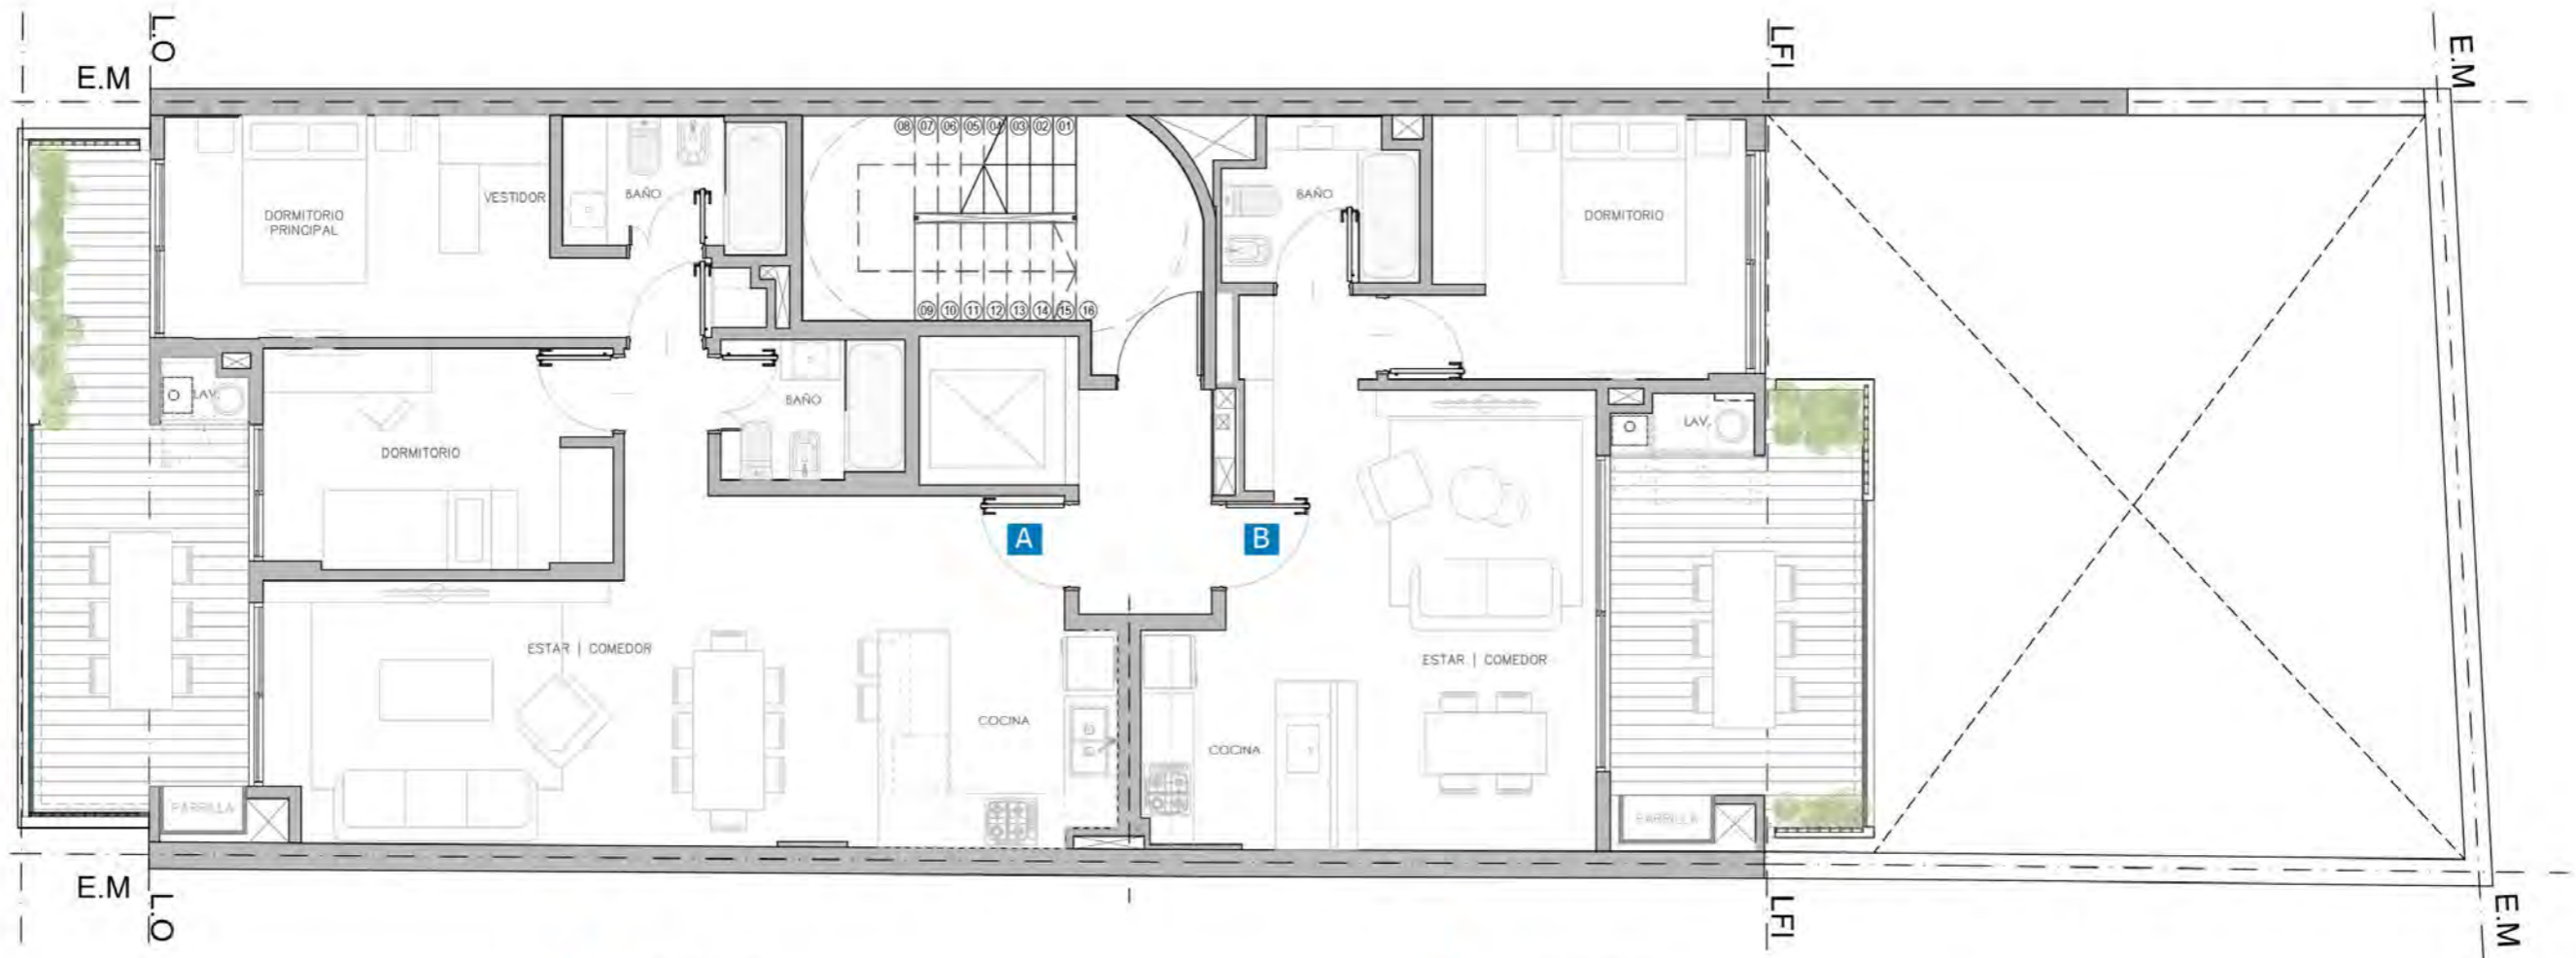 L.O
LFI
E.M
E.M
08 07 06 05 04 03 02 01
BAÑO
BAÑO
VESTIDOR
DORMITORIO
PRINCIPAL
DORMITORIO
09 10 11 12 13 14 15 16
LAV.
BAÑO
LAV.
DORMITORIO
A
B
ESTAR | COMEDOR
ESTAR | COMEDOR
COCINA
COCINA
PARRILLA
PARRILLA
E.M
L.O
LFI
E.M